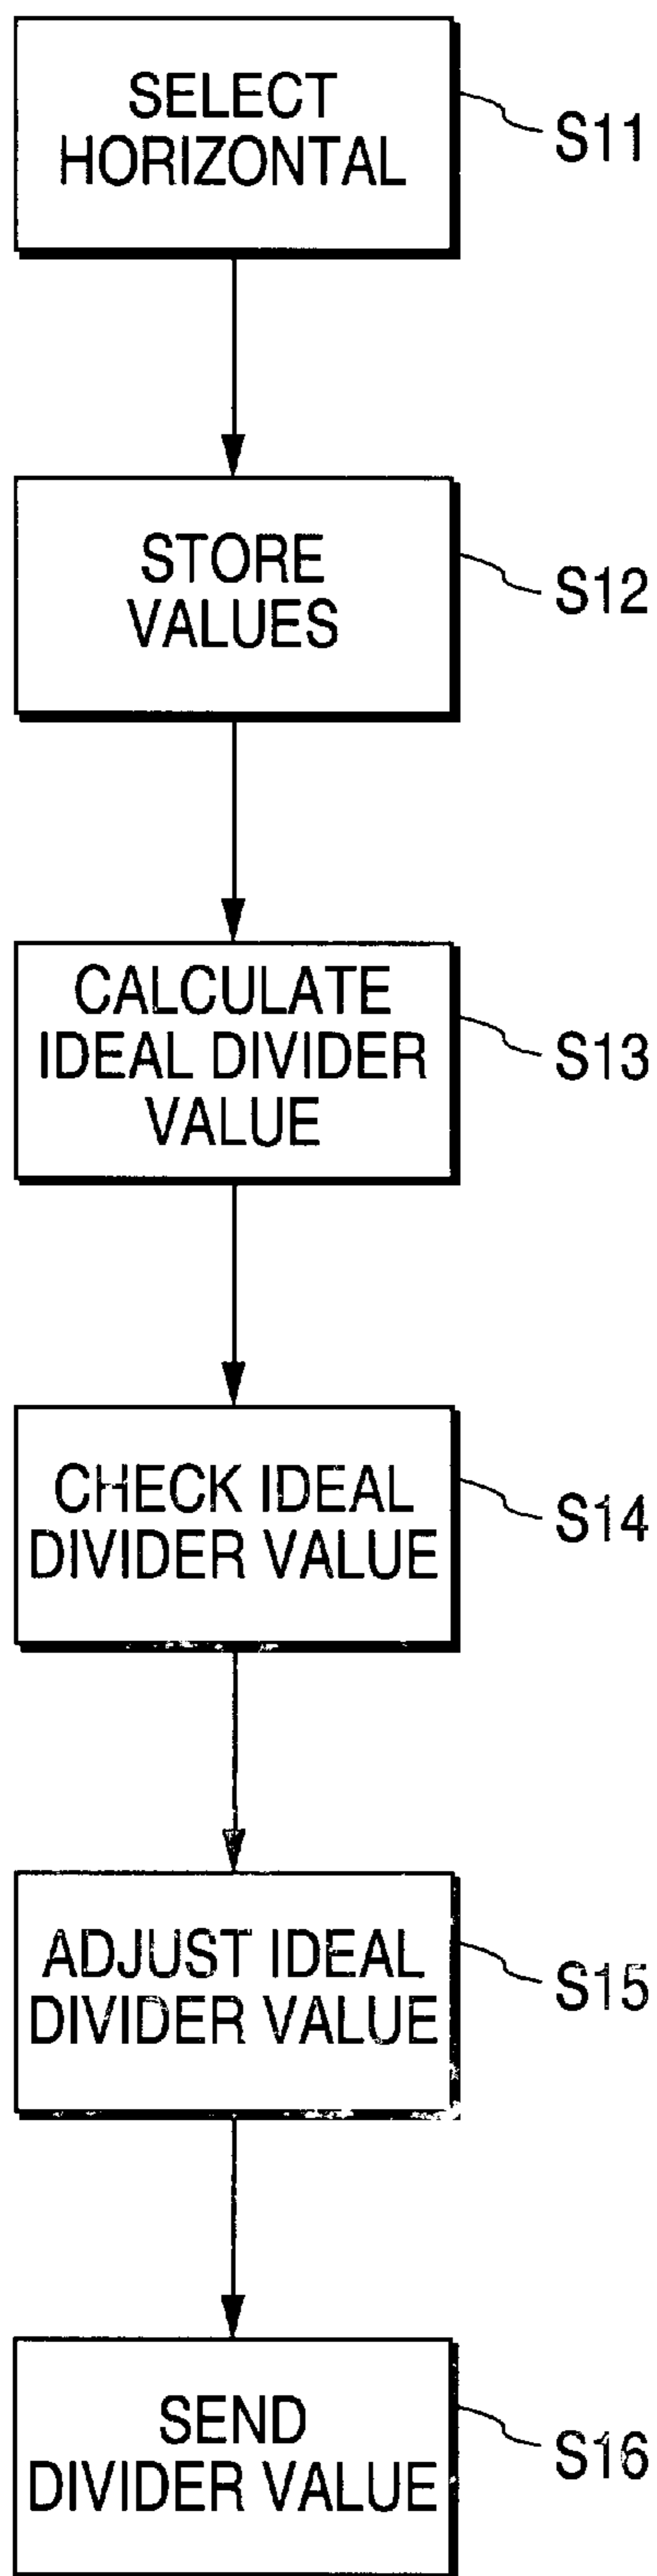 SELECT
HORIZONTAL
S11
STORE
VALUES
S12
CALCULATE
IDEAL DIVIDER
VALUE
S13
CHECK IDEAL
DIVIDER VALUE
S14
ADJUST IDEAL
DIVIDER VALUE
S15
SEND
DIVIDER VALUE
S16